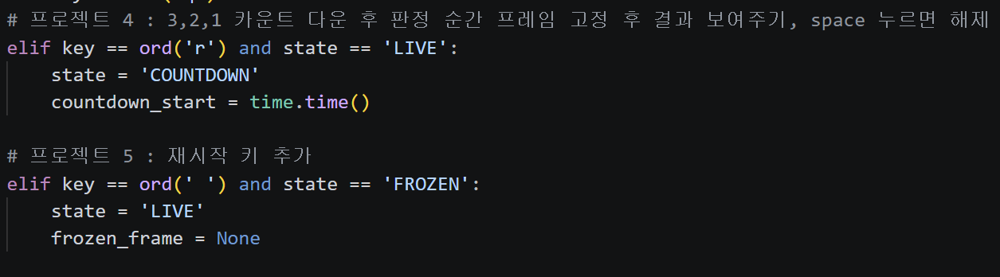 # 프로젝트 4 : 3,2,1 카운트 다운 후 판정 순간 프레임 고정 후 결과 보여주기, space 누르면 해제
elif key == ord('r') and state == 'LIVE':
    state = 'COUNTDOWN'
    countdown_start = time.time()
# 프로젝트 5 : 재시작 키 추가
elif key == ord(' ') and state == 'FROZEN':
    state = 'LIVE'
    frozen_frame = None